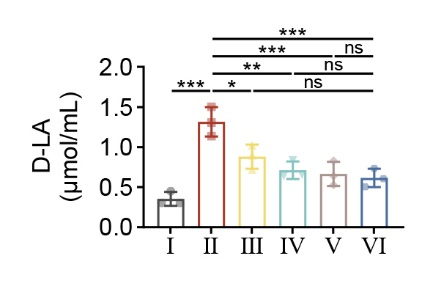 ***
*** ns
** ns
*** * ns
D-LA
(μmol/mL)
2.0
1.5
1.0
0.5
0.0
I II III IV V VI